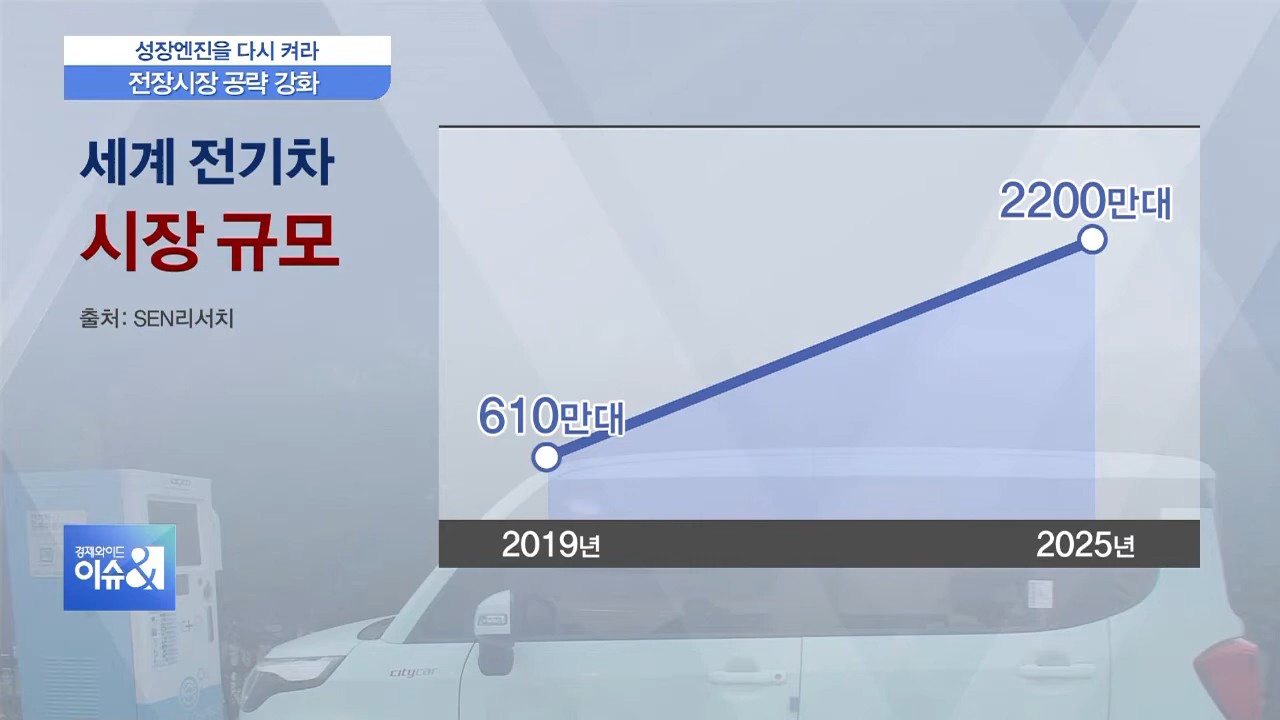 성장엔진을 다시 켜라
전장시장 공략 강화
세계 전기차
시장 규모
출처: SEN리서치
2200만대
610만대
2019년
2025년
경제와이드
이슈&
citycar